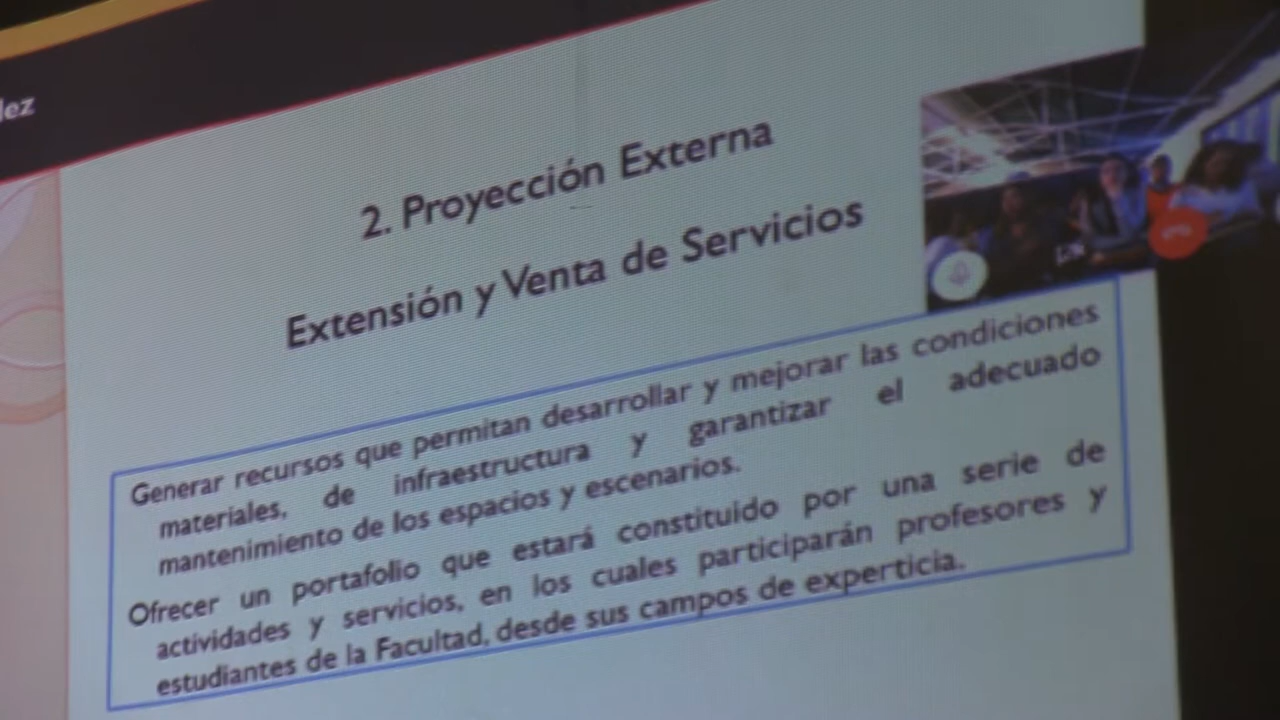 lez
2. Proyección Externa
Extensión y Venta de Servicios
Generar recursos que permitan desarrollar y mejorar las condiciones
materiales, de infraestructura y garantizar el adecuado
mantenimiento de los espacios y escenarios.
Ofrecer un portafolio que estará constituido por una serie de
actividades y servicios, en los cuales participarán profesores y
estudiantes de la Facultad, desde sus campos de experticia.